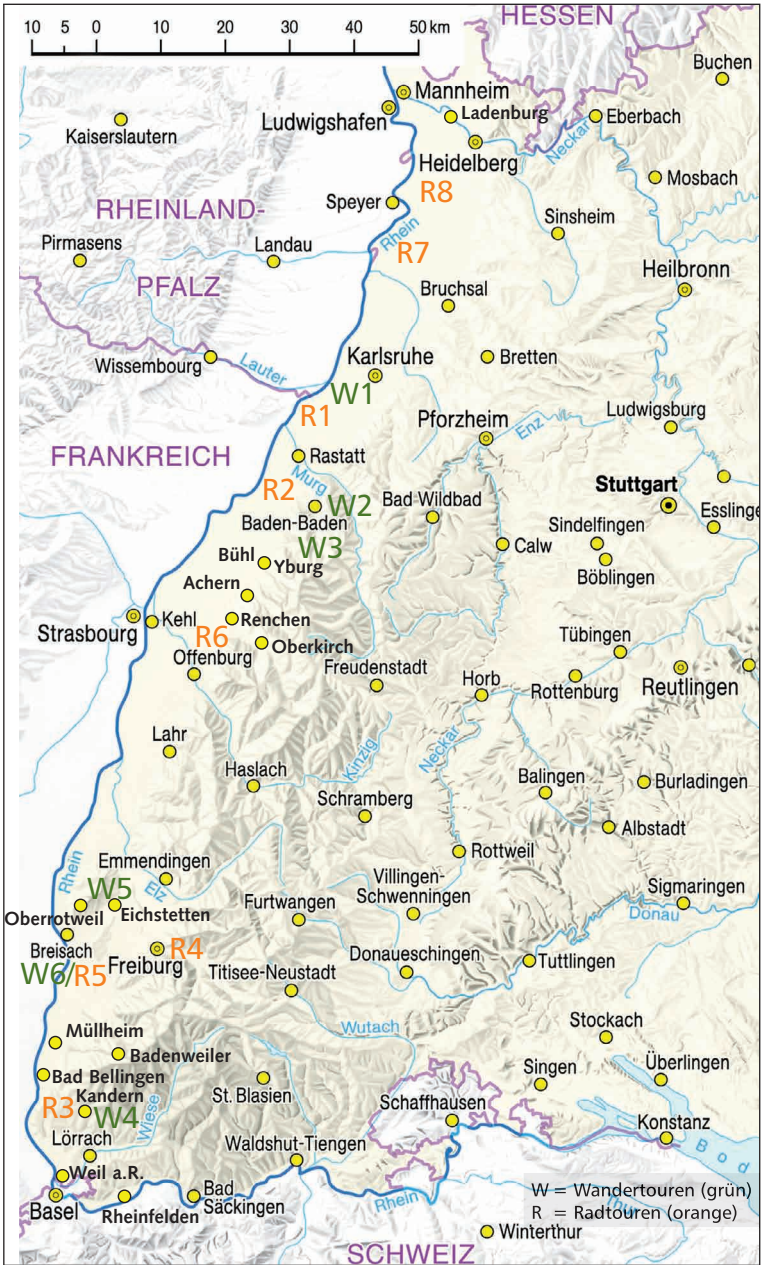 HESSEN
10 5 0 10 20 30 40 50 km
Buchen
Mannheim
Ludwigshafen
Ladenburg
Eberbach
Kaiserslautern
Neckar
Heidelberg
Mosbach
R8
Speyer
RHEINLAND-
Sinsheim
Rhein
Pirmasens
Landau
R7
Heilbronn
PFALZ
Bruchsal
Wissembourg
Karlsruhe
Bretten
Lauter
W1
R1
Ludwigsburg
Pforzheim
Enz
FRANKREICH
Rastatt
Murg
R2
Stuttgart
W2
Bad Wildbad
Essling
Baden-Baden
Sindelfingen
W3
Calw
Bühl
Yburg
Böblingen
Achern
Kehl
Renchen
Strasbourg
R6
Oberkirch
Tübingen
Offenburg
Freudenstadt
Horb
Rottenburg
Reutlingen
Lahr
Kinzig
Neckar
Haslach
Balingen
Burladingen
Schramberg
Albstadt
Rottweil
Emmendingen
Rhein
Elz
W5
Villingen-
Schwenningen
Sigmaringen
Oberrotweil
Eichstetten
Furtwangen
Donau
Breisach
R4
Freiburg
Donaueschingen
Tuttlingen
W6/R5
Titisee-Neustadt
Wutach
Stockach
Müllheim
Badenweiler
Bad Bellingen
Singen
Überlingen
Kandern
St. Blasien
R3
W4
Wiese
Schaffhausen
Konstanz
Lörrach
Waldshut-Tiengen
Bod
Weil a.R.
Basel
Rheinfelden
Bad
Säckingen
Rhein
Thur
W = Wandertouren (grün)
R = Radtouren (orange)
Winterthur
SCHWEIZ